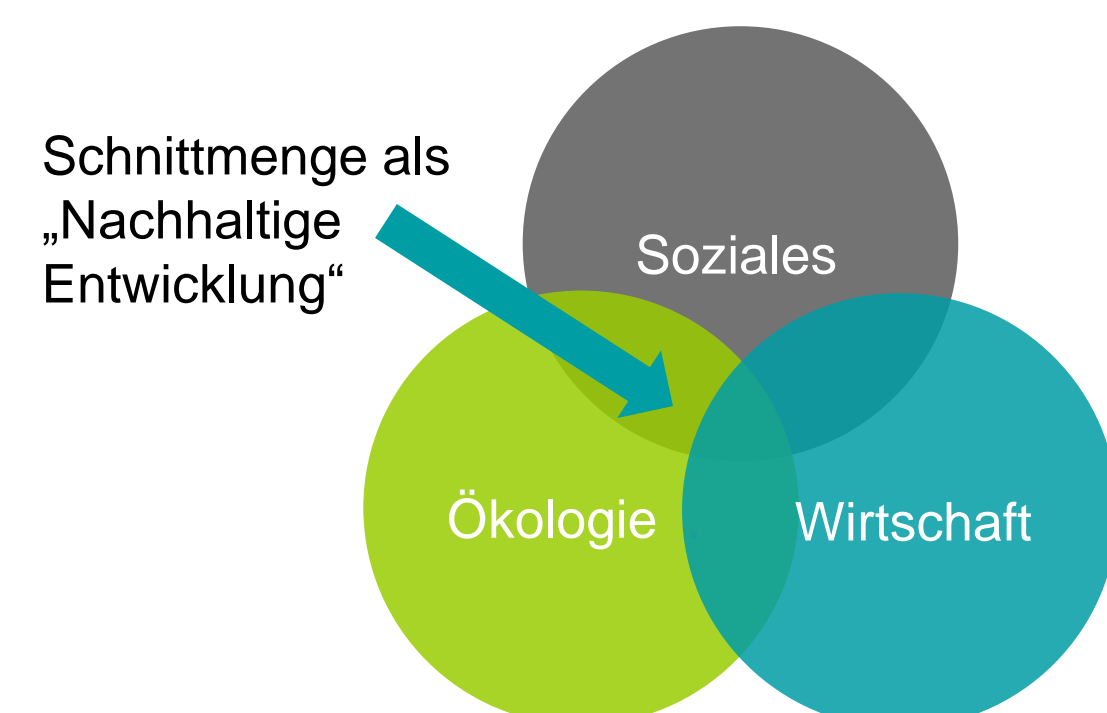 Schnittmenge als
„Nachhaltige
Entwicklung“
Soziales
Ökologie
Wirtschaft